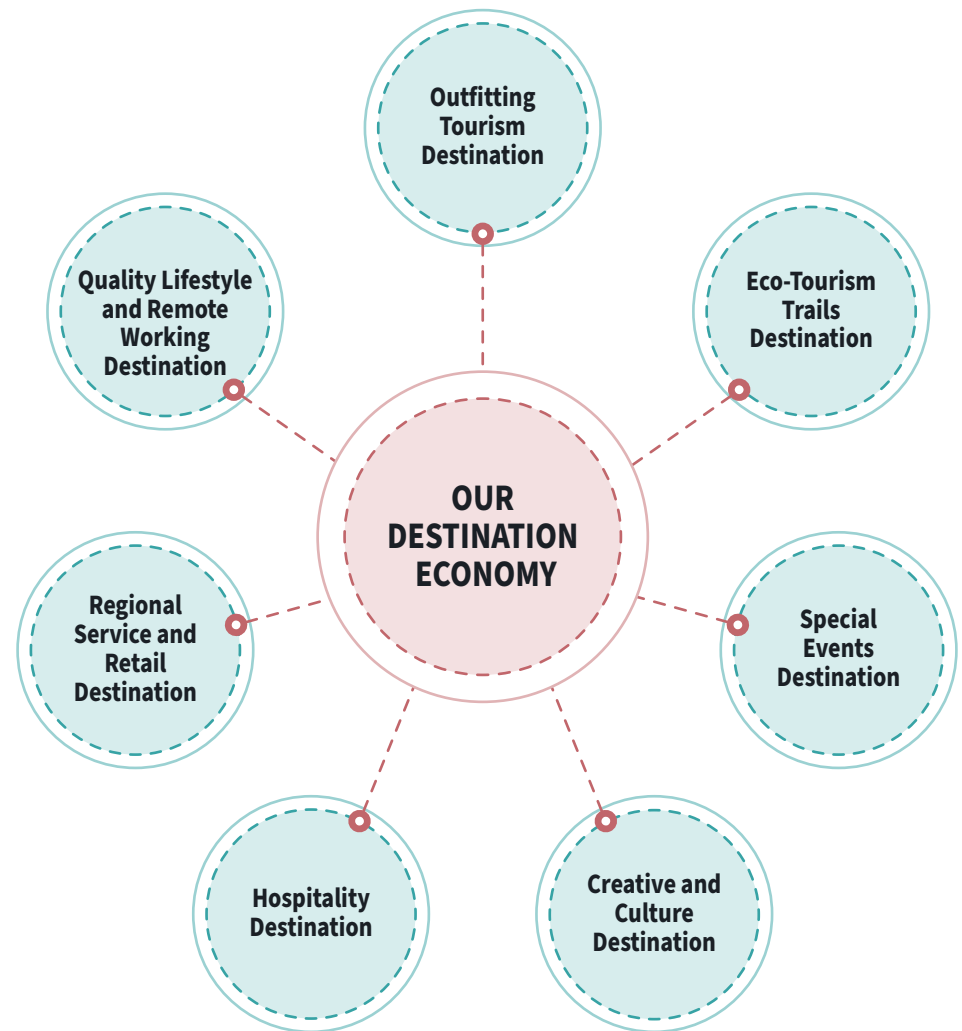 Outfitting
Tourism
Destination
Eco-Tourism
Trails
Destination
Special
Events
Destination
Creative and
Culture
Destination
Hospitality
Destination
Regional
Service and
Retail
Destination
Quality Lifestyle
and Remote
Working
Destination
OUR
DESTINATION
ECONOMY